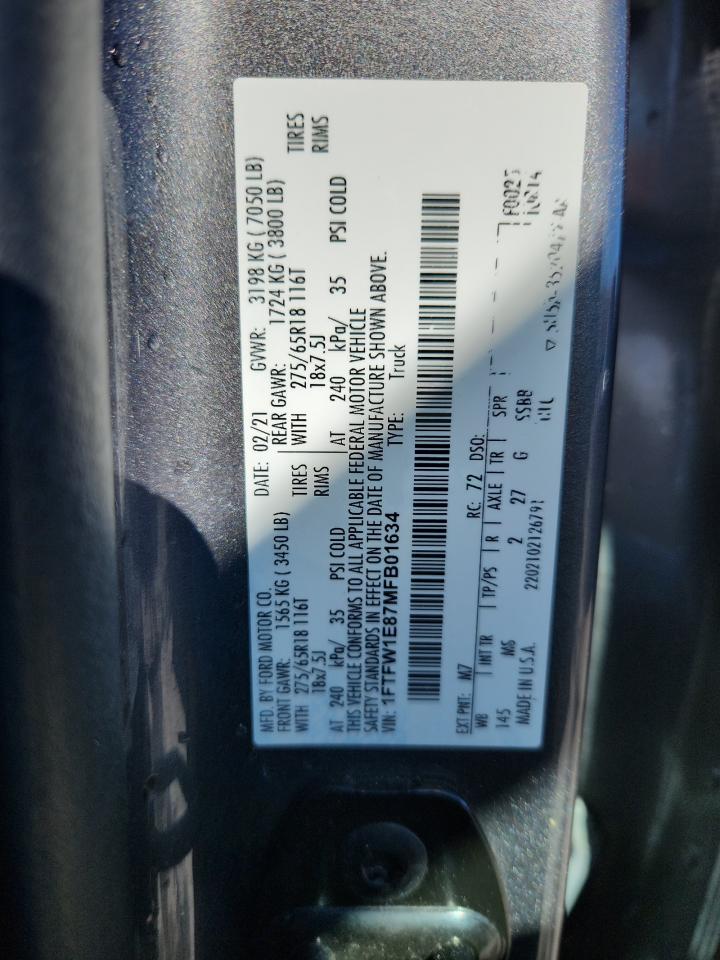 MFD. BY FORD MOTOR CO.
DATE: 02/21 GVWR: 3198 KG ( 7050 LB)
FRONT GAWR: 1565 KG ( 3450 LB)
REAR GAWR: 1724 KG ( 3800 LB)
WITH 275/65R18 116T TIRES
WITH 275/65R18 116T TIRES
18x7.5J RIMS
18x7.5J RIMS
AT 240 kPa/ 35 PSI COLD
AT 240 kPa/ 35 PSI COLD
THIS VEHICLE CONFORMS TO ALL APPLICABLE FEDERAL MOTOR VEHICLE
SAFETY STANDARDS IN EFFECT ON THE DATE OF MANUFACTURE SHOWN ABOVE.
VIN: 1FTFW1E87MFB01634
TYPE: Truck
EXT PNT: M7 RC: 72 DSO:
WB INT TR TP/PS R AXLE TR SPR
145 MS 2 27 G SSBB
MADE IN U.S.A. 2202102126791